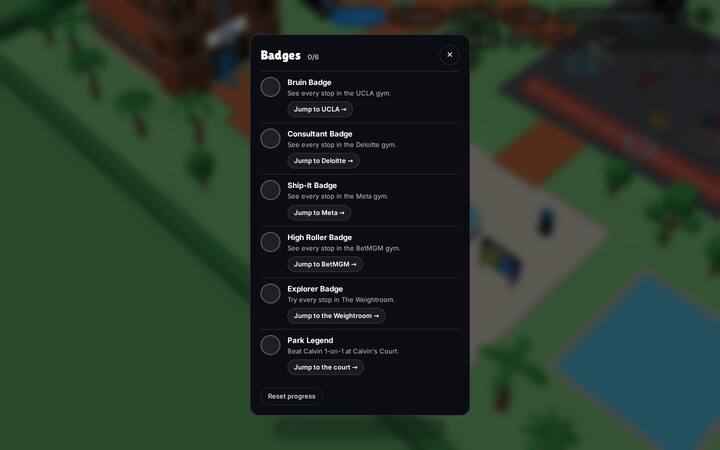 Badges 0/6
×
Bruin Badge
See every stop in the UCLA gym.
Jump to UCLA →
Consultant Badge
See every stop in the Deloitte gym.
Jump to Deloitte →
Ship-It Badge
See every stop in the Meta gym.
Jump to Meta →
High Roller Badge
See every stop in the BetMGM gym.
Jump to BetMGM →
Explorer Badge
Try every stop in The Weightroom.
Jump to the Weightroom →
Park Legend
Beat Calvin 1-on-1 at Calvin's Court.
Jump to the court →
Reset progress